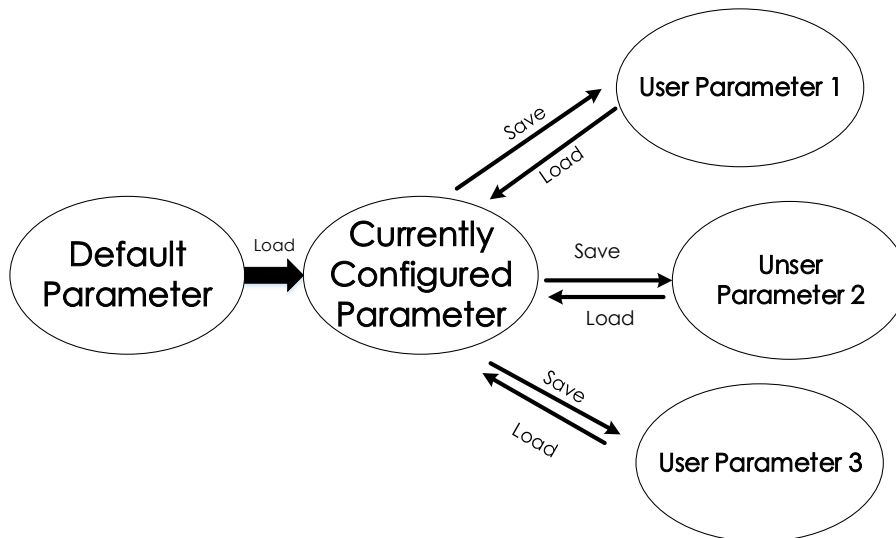 Default
Parameter
Load
Currently
Configured
Parameter
Save
Load
User Parameter 1
Save
Load
Unser
Parameter 2
Save
Load
User Parameter 3